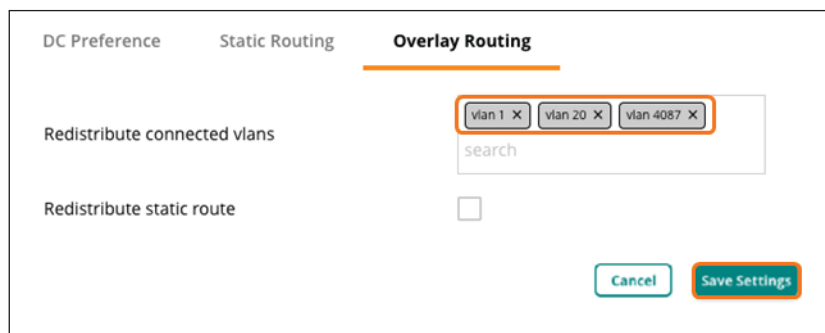 DC Preference Static Routing Overlay Routing
Redistribute connected vlans
vlan 1 X vlan 20 X vlan 4087 X
search
Redistribute static route
Cancel Save Settings